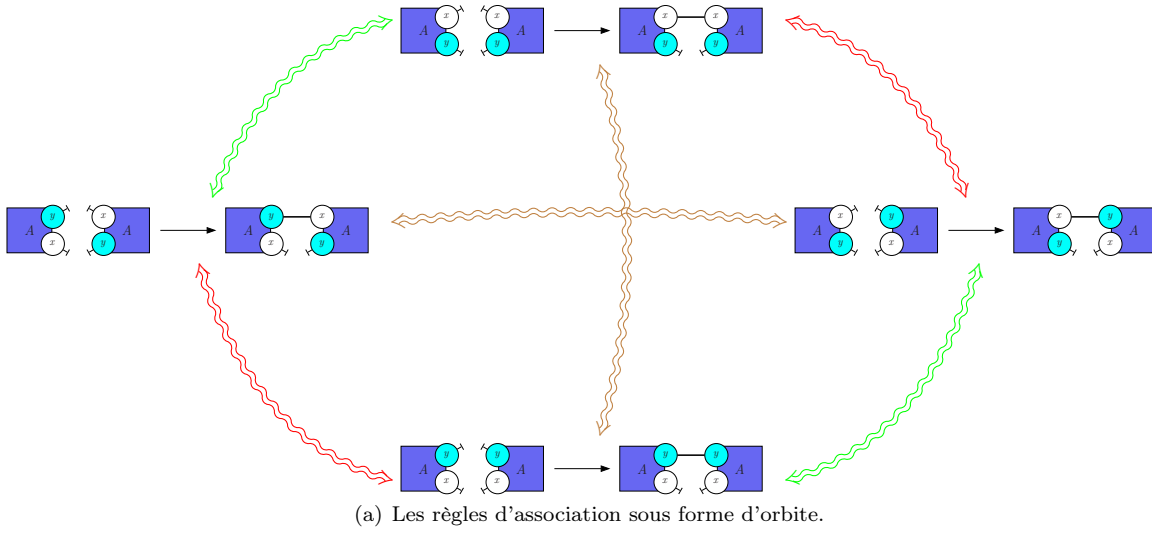 x x x x
A A A A
y y y y
y x y x x y x y
A A A A A A A A
x y x y y x y x
y y y y
A A A A
x x x x
(a) Les règles d'association sous forme d'orbite.